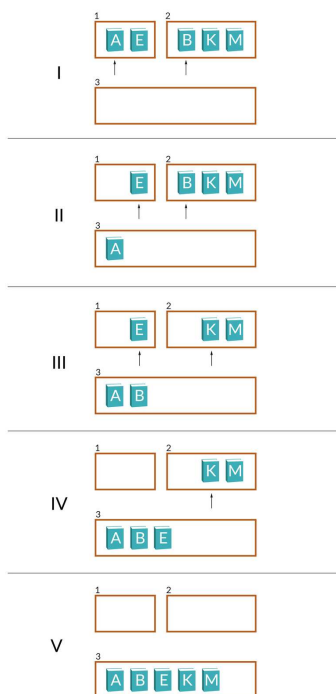 1 2
A E B K M
I
3
1 2
E B K M
II
3
A
1 2
E K M
III
3
A B
1 2
K M
IV
3
A B E
1 2
V
3
A B E K M